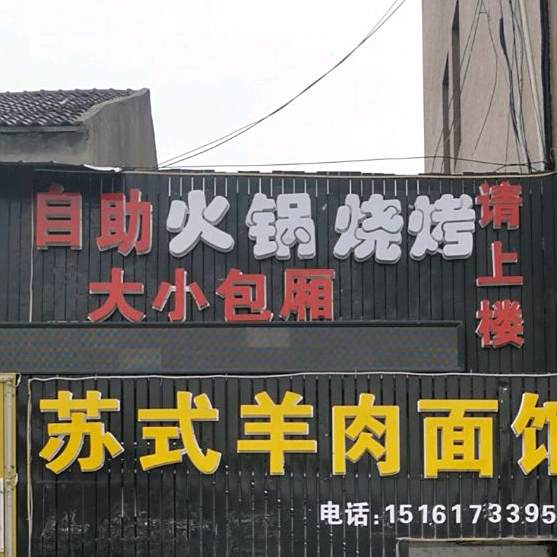 自助火锅烧烤
请上楼
大小包厢
苏式羊肉面馆
电话:15161733395